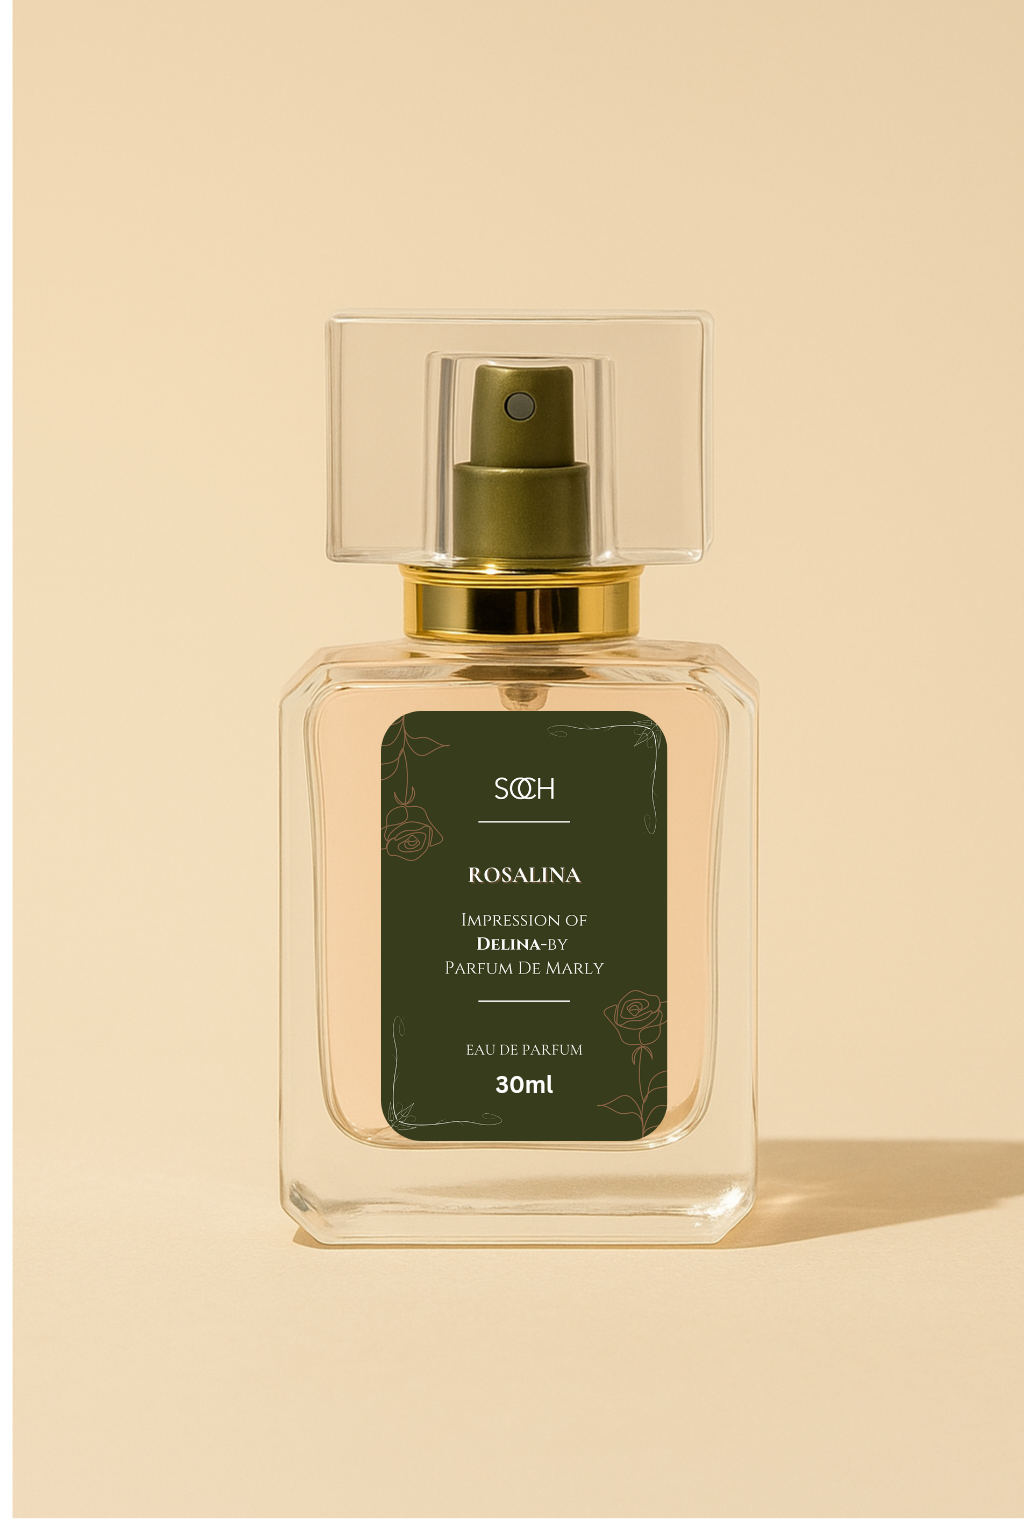 SOCH
ROSALINA
Impression of
Delina-by
Parfum De Marly
EAU DE PARFUM
30ml